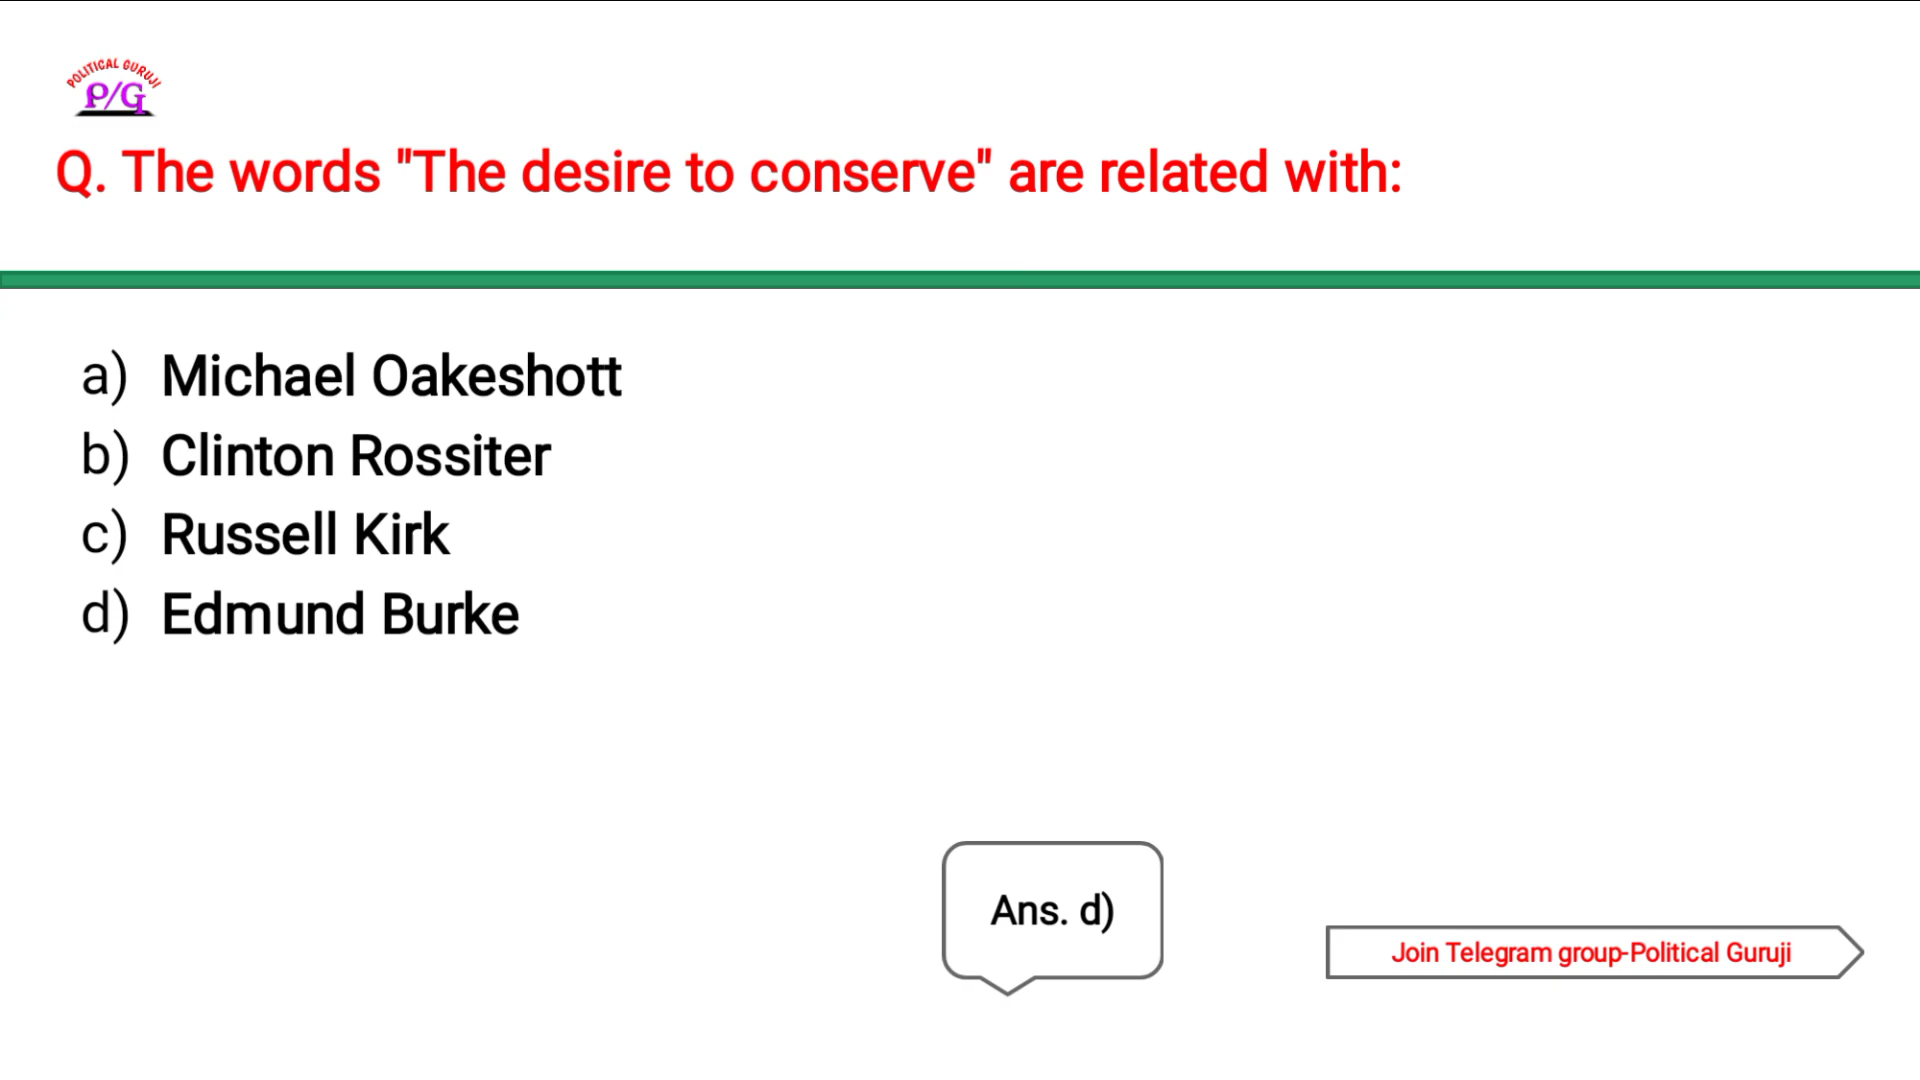 POLITICAL GURUJI
P/G
Q. The words "The desire to conserve" are related with:
a) Michael Oakeshott
b) Clinton Rossiter
c) Russell Kirk
d) Edmund Burke
Ans. d)
Join Telegram group-Political Guruji